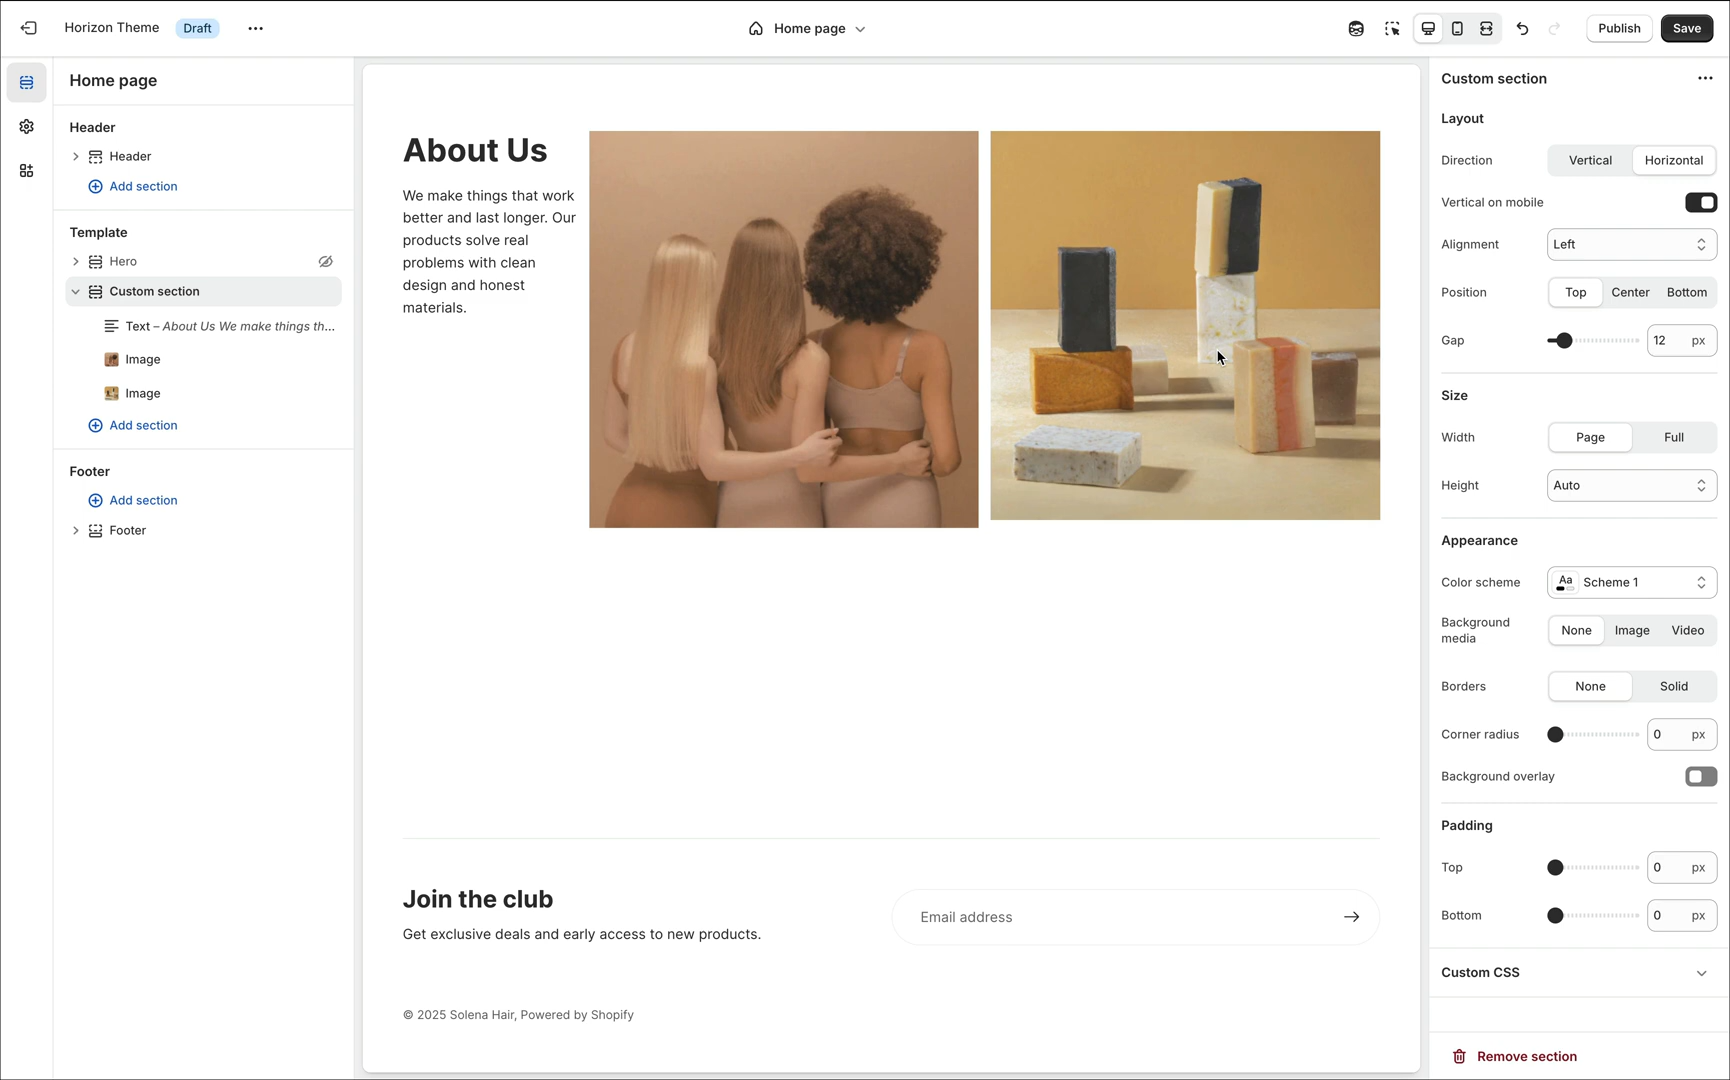 Horizon Theme Draft
Home page
Publish Save
Home page
Header
Header
Add section
Template
Hero
Custom section
Text – About Us We make things th...
Image
Image
Add section
Footer
Add section
Footer
About Us
We make things that work
better and last longer. Our
products solve real
problems with clean
design and honest
materials.
Join the club
Get exclusive deals and early access to new products.
Email address
© 2025 Solena Hair, Powered by Shopify
Custom section
Layout
Direction Vertical Horizontal
Vertical on mobile
Alignment Left
Position Top Center Bottom
Gap 12 px
Size
Width Page Full
Height Auto
Appearance
Color scheme Aa Scheme 1
Background
media None Image Video
Borders None Solid
Corner radius 0 px
Background overlay
Padding
Top 0 px
Bottom 0 px
Custom CSS
Remove section